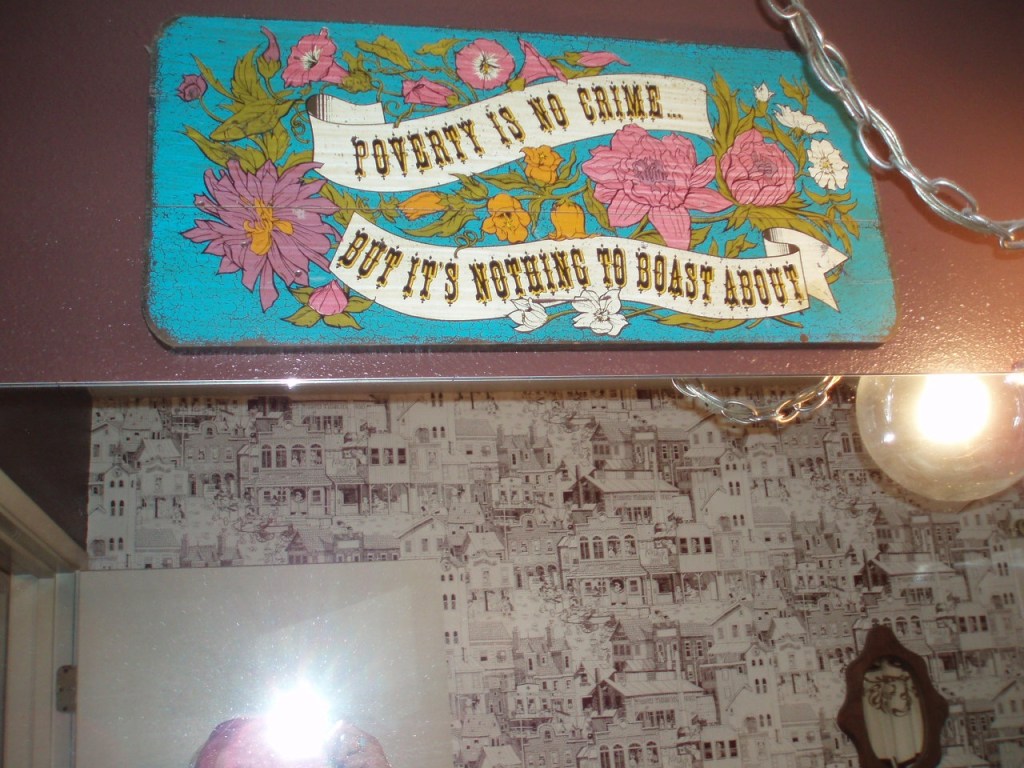 POVERTY IS NO CRIME...
BUT IT'S NOTHING TO BOAST ABOUT